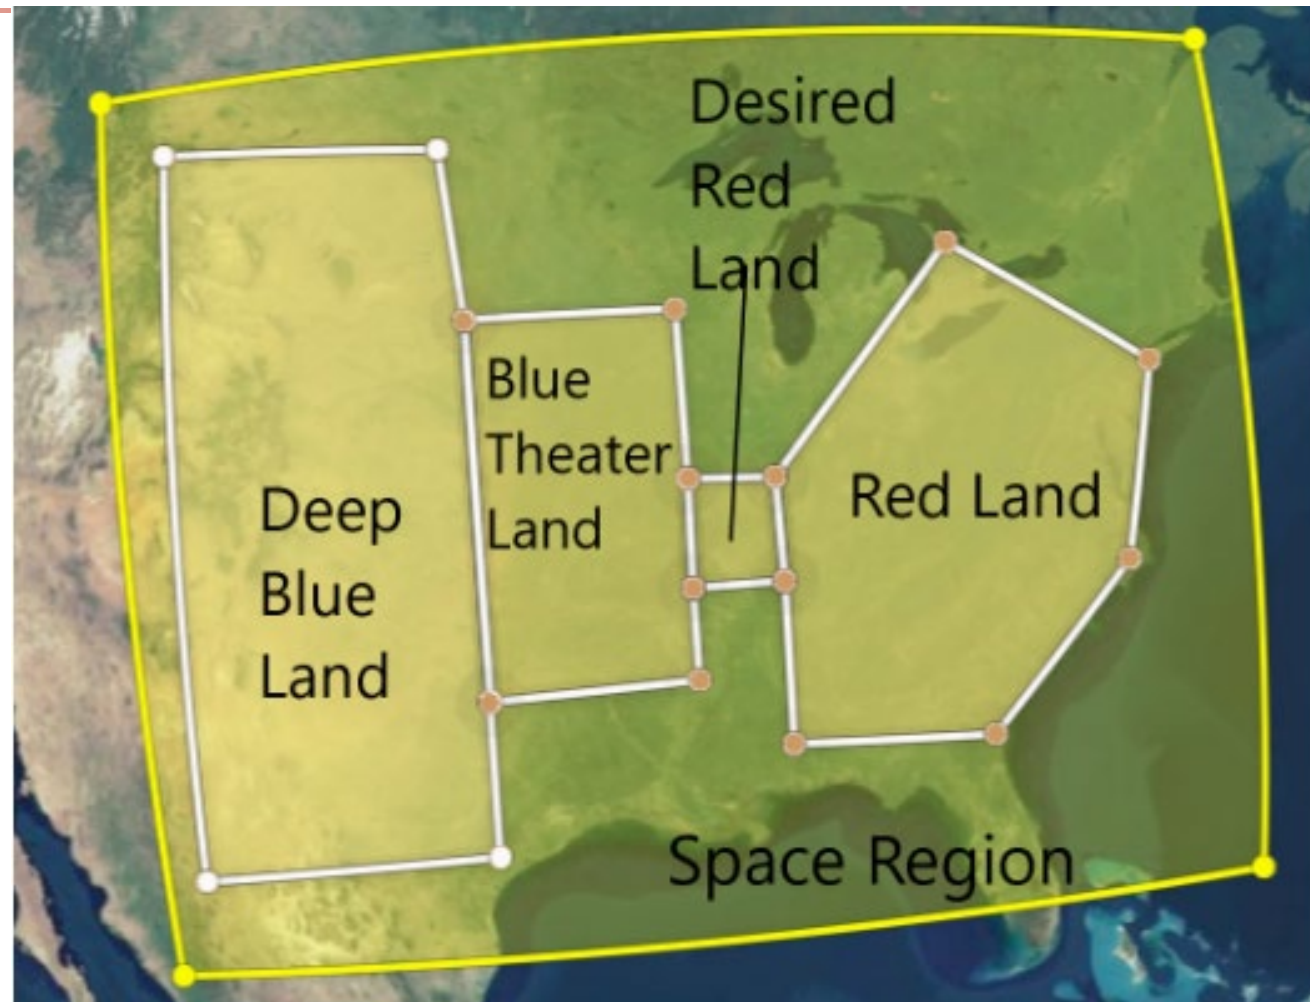 Desired
Red
Land
Blue
Theater
Land
Deep
Blue
Land
Red Land
Space Region